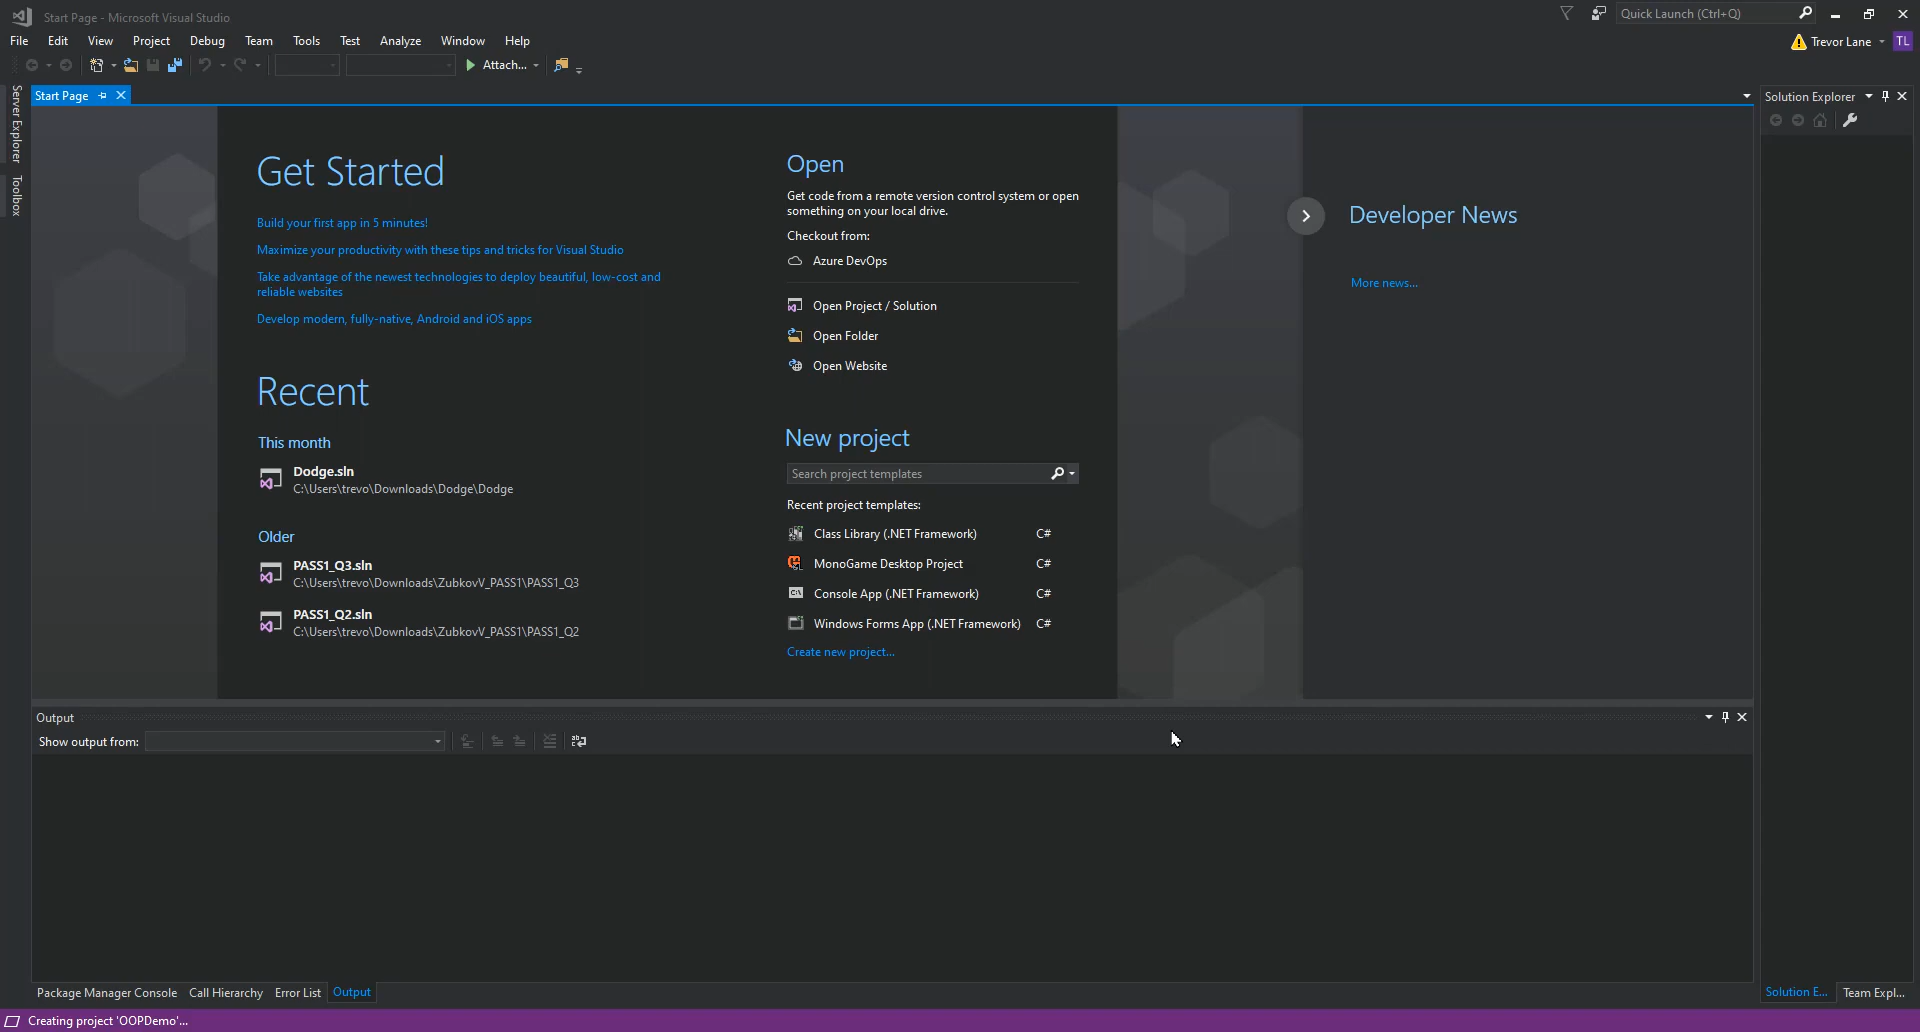 Start Page - Microsoft Visual Studio
Quick Launch (Ctrl+Q)
File Edit View Project Debug Team Tools Test Analyze Window Help
Trevor Lane TL
Attach...
Server Explorer
Toolbox
Start Page
Solution Explorer
Get Started
Build your first app in 5 minutes!
Maximize your productivity with these tips and tricks for Visual Studio
Take advantage of the newest technologies to deploy beautiful, low-cost and
reliable websites
Develop modern, fully-native, Android and iOS apps
Recent
This month
Dodge.sln
C:\Users\trevo\Downloads\Dodge\Dodge
Older
PASS1_Q3.sln
C:\Users\trevo\Downloads\ZubkovV_PASS1\PASS1_Q3
PASS1_Q2.sln
C:\Users\trevo\Downloads\ZubkovV_PASS1\PASS1_Q2
Open
Get code from a remote version control system or open
something on your local drive.
Checkout from:
Azure DevOps
Open Project / Solution
Open Folder
Open Website
New project
Search project templates
Recent project templates:
Class Library (.NET Framework) C#
MonoGame Desktop Project C#
Console App (.NET Framework) C#
Windows Forms App (.NET Framework) C#
Create new project...
Developer News
More news...
Output
Show output from:
Package Manager Console Call Hierarchy Error List Output
Solution E... Team Expl...
Creating project 'OOPDemo'...